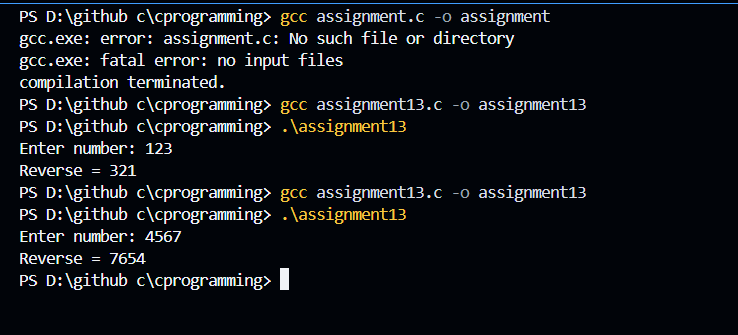 PS D:\github c\cprogramming> gcc assignment.c -o assignment
gcc.exe: error: assignment.c: No such file or directory
gcc.exe: fatal error: no input files
compilation terminated.
PS D:\github c\cprogramming> gcc assignment13.c -o assignment13
PS D:\github c\cprogramming> .\assignment13
Enter number: 123
Reverse = 321
PS D:\github c\cprogramming> gcc assignment13.c -o assignment13
PS D:\github c\cprogramming> .\assignment13
Enter number: 4567
Reverse = 7654
PS D:\github c\cprogramming>